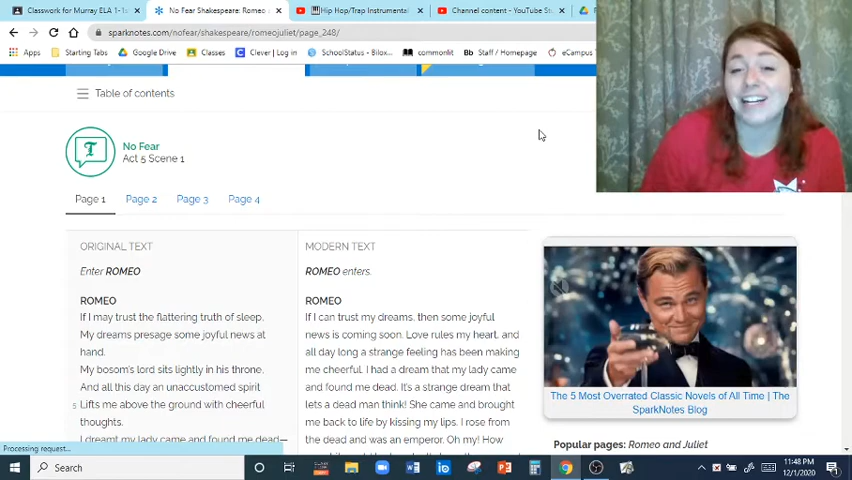 Classwork for Murray ELA 1-1
No Fear Shakespeare: Romeo
Hip Hop/Trap Instrumental
Channel content - YouTube St
sparknotes.com/nofear/shakespeare/romeojuliet/page_248/
Apps
Starting Tabs
Google Drive
Classes
Clever | Log in
SchoolStatus - Bilox...
commonlit
Bb Staff / Homepage
eCampus
Table of contents
No Fear
Act 5 Scene 1
Page 1
Page 2
Page 3
Page 4
ORIGINAL TEXT
Enter ROMEO
ROMEO
If I may trust the flattering truth of sleep,
My dreams presage some joyful news at
hand.
My bosom's lord sits lightly in his throne,
And all this day an unaccustomed spirit
5 Lifts me above the ground with cheerful
thoughts.
I dreamt my lady came and found me dead—
MODERN TEXT
ROMEO enters.
ROMEO
If I can trust my dreams, then some joyful
news is coming soon. Love rules my heart, and
all day long a strange feeling has been making
me cheerful. I had a dream that my lady came
and found me dead. It's a strange dream that
lets a dead man think! She came and brought
me back to life by kissing my lips. I rose
from the dead and was an emperor. Oh my! How
The 5 Most Overrated Classic Novels of All Time | The
SparkNotes Blog
Popular pages: Romeo and Juliet
Processing request...
Search
11:48 PM
12/1/2020